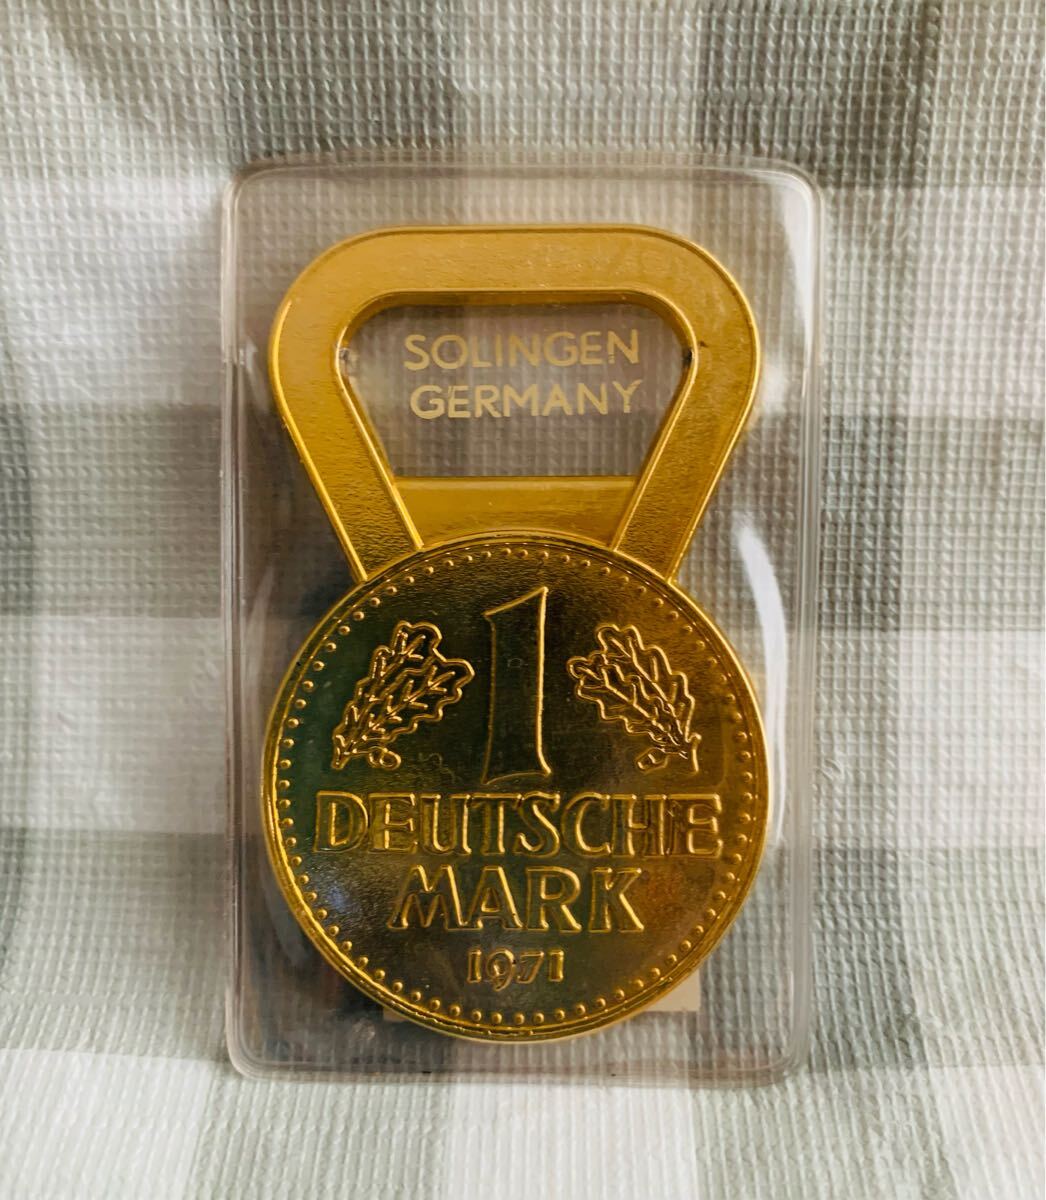 SOLINGEN
GERMANY
1
DEUTSCHE
MARK
1971